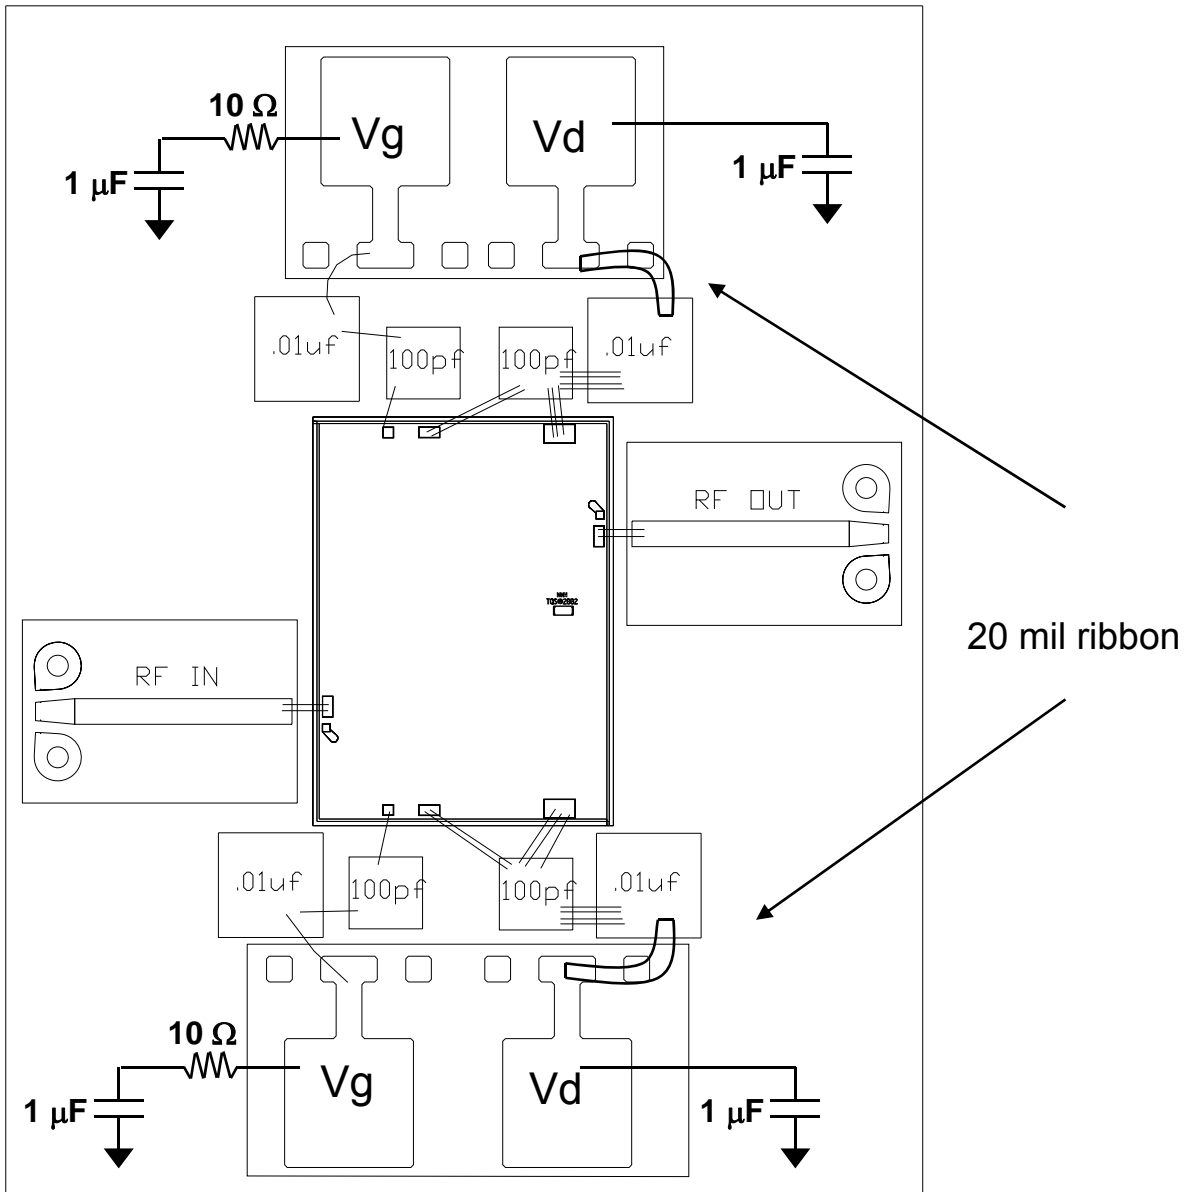 10 Ω
Vg
Vd
1 μF
1 μF
.01uf
100pf
100pf
.01uf
RF OUT
20 mil ribbon
RF IN
.01uf
100pf
100pf
.01uf
10 Ω
Vg
Vd
1 μF
1 μF